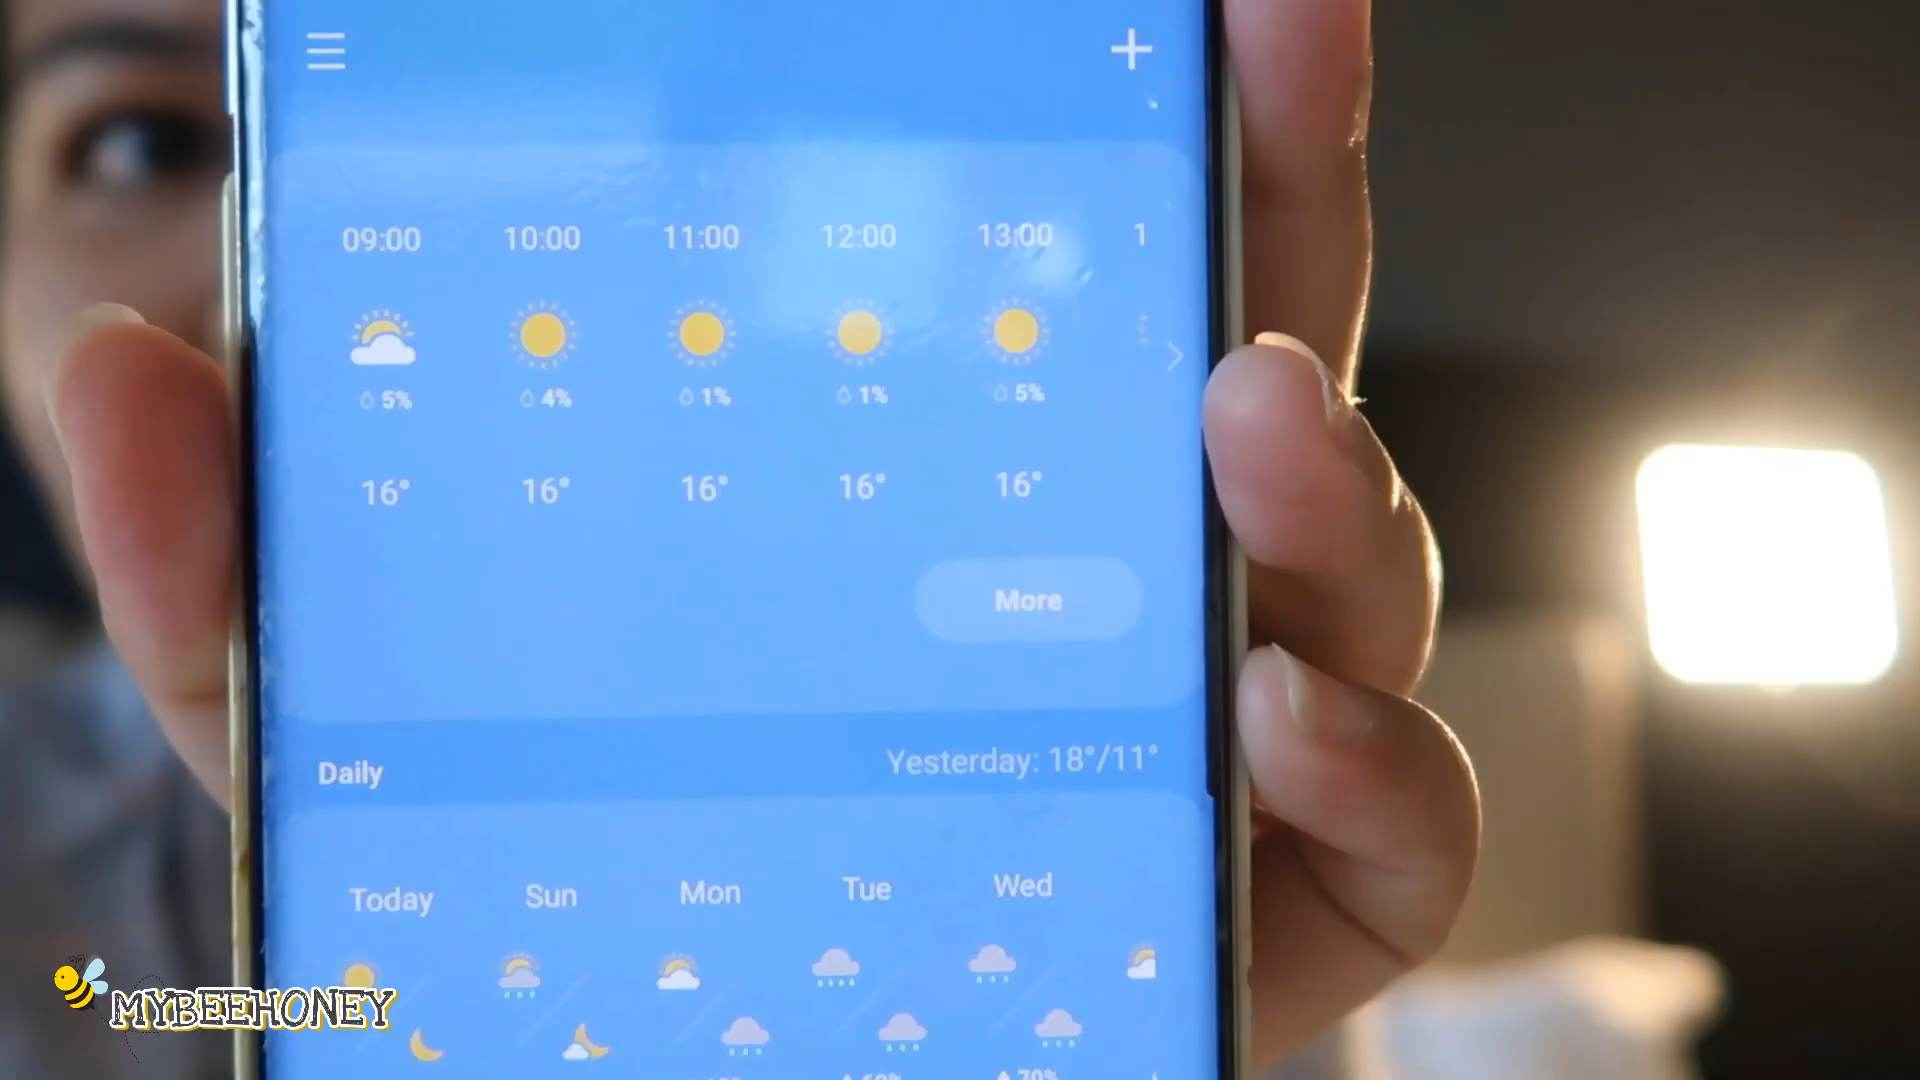 09:00 10:00 11:00 12:00 13:00 1
5% 4% 1% 1% 5%
16° 16° 16° 16° 16°
More
Daily Yesterday: 18°/11°
Today Sun Mon Tue Wed
70%
MYBEEHONEY